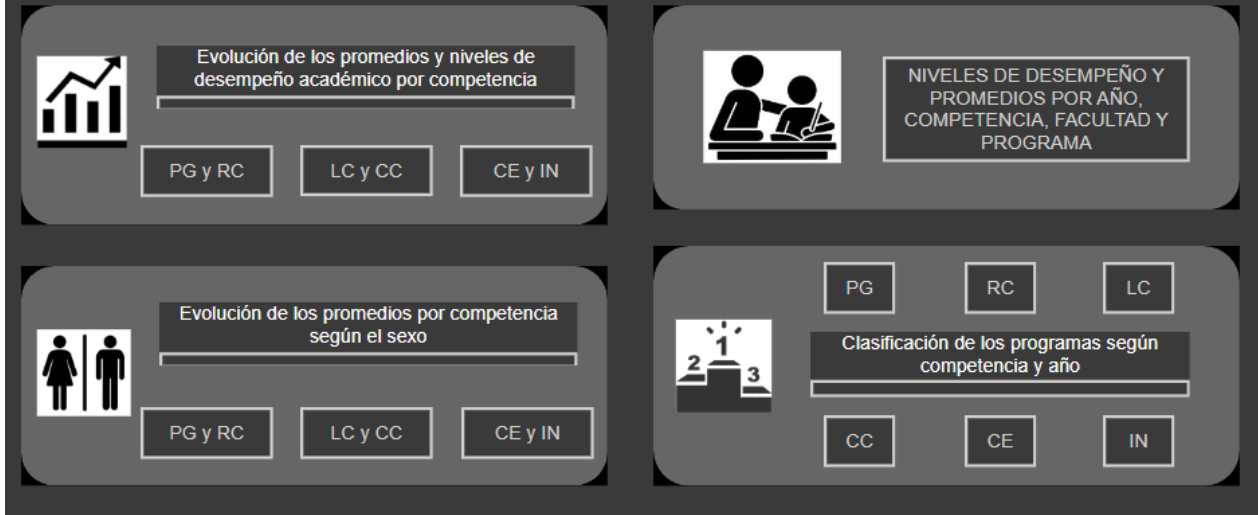 Evolución de los promedios y niveles de
desempeño académico por competencia
PG y RC
LC y CC
CE y IN
NIVELES DE DESEMPEÑO Y
PROMEDIOS POR AÑO,
COMPETENCIA, FACULTAD Y
PROGRAMA
Evolución de los promedios por competencia
según el sexo
PG y RC
LC y CC
CE y IN
PG
RC
LC
2
1
3
Clasificación de los programas según
competencia y año
CC
CE
IN